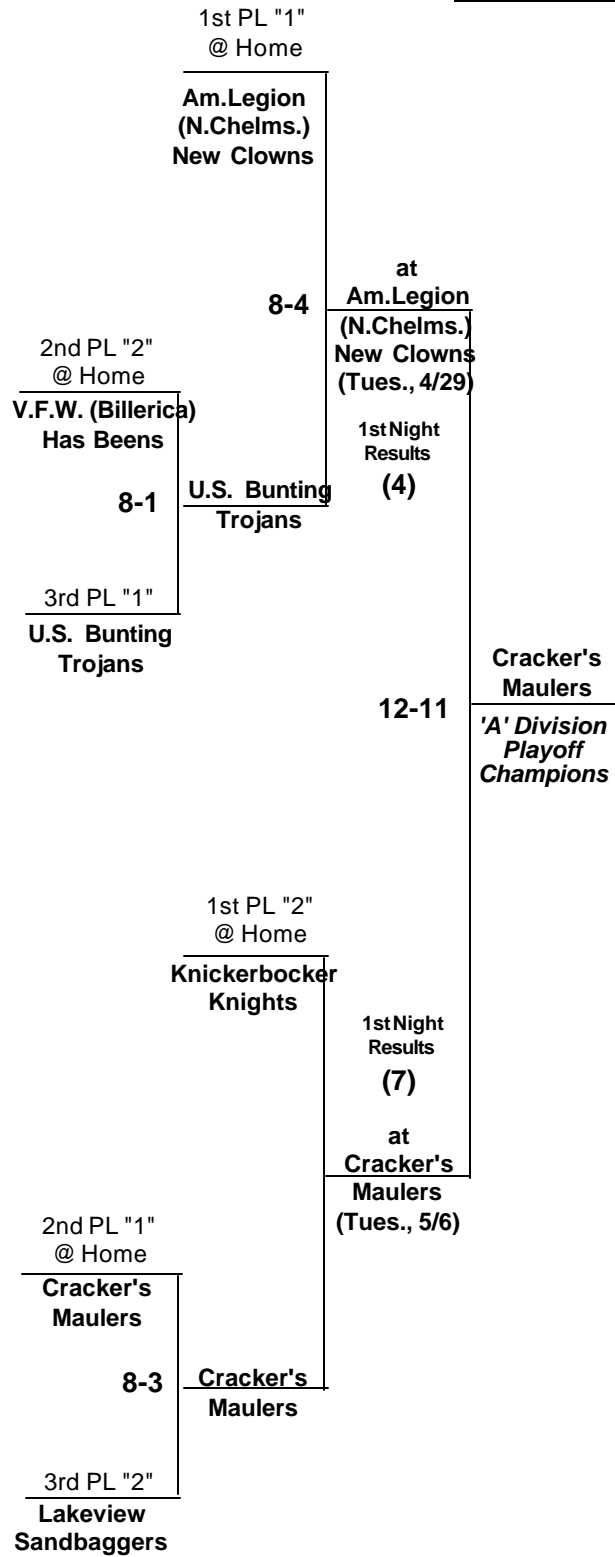 1st PL "1"
@ Home
Am.Legion
(N.Chelms.)
New Clowns
8-4
at
Am.Legion
(N.Chelms.)
New Clowns
(Tues., 4/29)
1st Night
Results
(4)
2nd PL "2"
@ Home
V.F.W. (Billerica)
Has Beens
8-1
U.S. Bunting
Trojans
3rd PL "1"
U.S. Bunting
Trojans
12-11
Cracker's
Maulers
'A' Division
Playoff
Champions
1st PL "2"
@ Home
Knickerbocker
Knights
1st Night
Results
(7)
at
Cracker's
Maulers
(Tues., 5/6)
2nd PL "1"
@ Home
Cracker's
Maulers
8-3
Cracker's
Maulers
3rd PL "2"
Lakeview
Sandbaggers